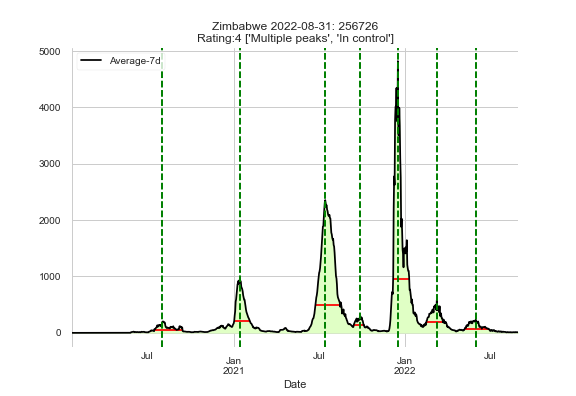 Zimbabwe 2022-08-31: 256726
Rating:4 ['Multiple peaks', 'In control']
5000
Average-7d
4000
3000
2000
1000
0
Jul
Jan
2021
Jul
Jan
2022
Jul
Date